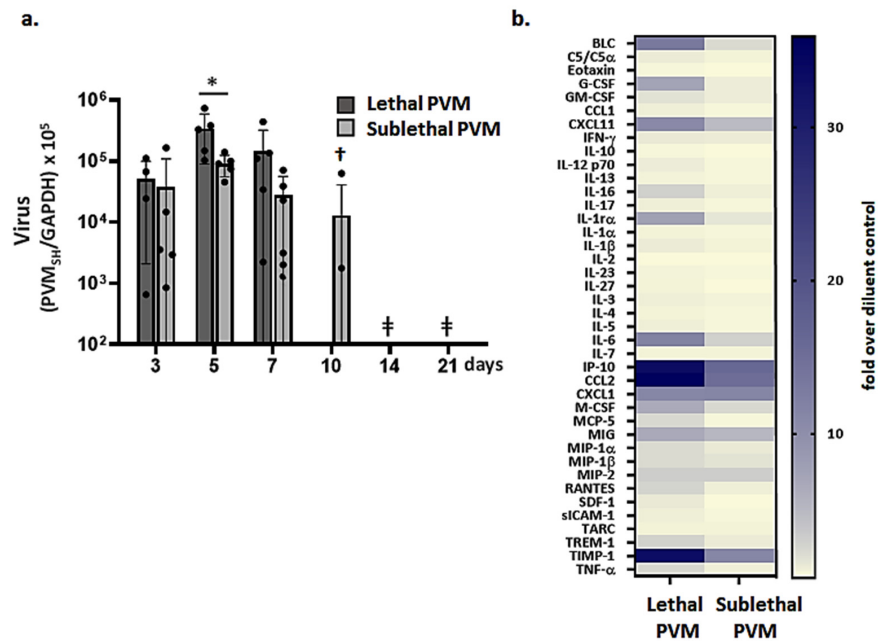 a.
Virus
(PVM_SH/GAPDH) x 10⁵
10⁶
10⁵
10⁴
10³
10²
*
Lethal PVM
Sublethal PVM
†
‡
‡
3 5 7 10 14 21 days
b.
BLC
C5/C5α
Eotaxin
G-CSF
GM-CSF
CCL1
CXCL11
IFN-γ
IL-10
IL-12 p70
IL-13
IL-16
IL-17
IL-1rα
IL-1α
IL-1β
IL-2
IL-23
IL-27
IL-3
IL-4
IL-5
IL-6
IL-7
IP-10
CCL2
CXCL1
M-CSF
MCP-5
MIG
MIP-1α
MIP-1β
MIP-2
RANTES
SDF-1
sICAM-1
TARC
TREM-1
TIMP-1
TNF-α
Lethal
PVM
Sublethal
PVM
30
20
10
fold over diluent control